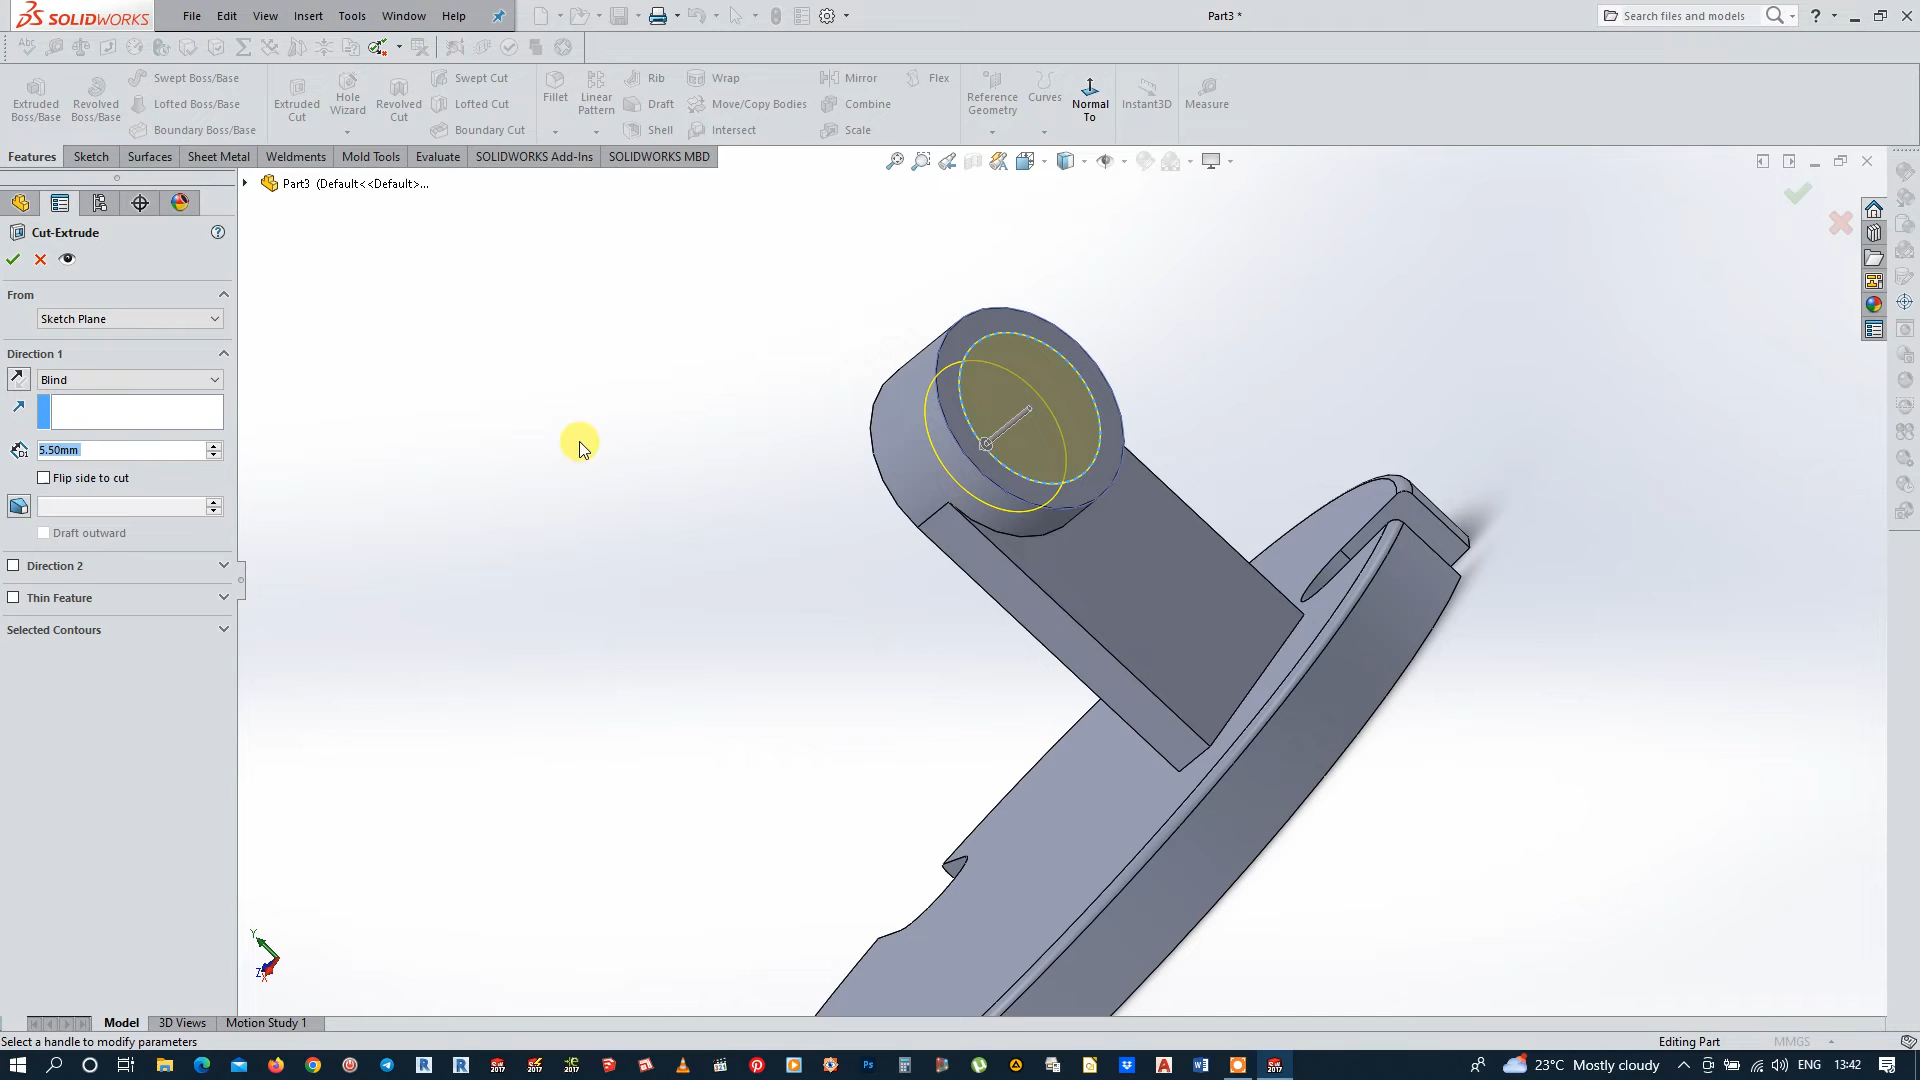 SOLIDWORKS File Edit View Insert Tools Window Help Part3 * Search files and models ?
Extruded Boss/Base Revolved Boss/Base Swept Boss/Base Lofted Boss/Base Boundary Boss/Base Extruded Cut Hole Wizard Revolved Cut Swept Cut Lofted Cut Boundary Cut Fillet Linear Pattern Rib Draft Shell Wrap Move/Copy Bodies Intersect Mirror Combine Scale Flex Reference Geometry Curves Normal To Instant3D Measure
Features Sketch Surfaces Sheet Metal Weldments Mold Tools Evaluate SOLIDWORKS Add-Ins SOLIDWORKS MBD
Part3 (Default<<Default>...
Cut-Extrude ?
From
Sketch Plane
Direction 1
Blind
D1 5.50mm
Flip side to cut
Draft outward
Direction 2
Thin Feature
Selected Contours
Y
Z
X
Model 3D Views Motion Study 1
Select a handle to modify parameters Editing Part MMGS
23°C Mostly cloudy ENG 13:42